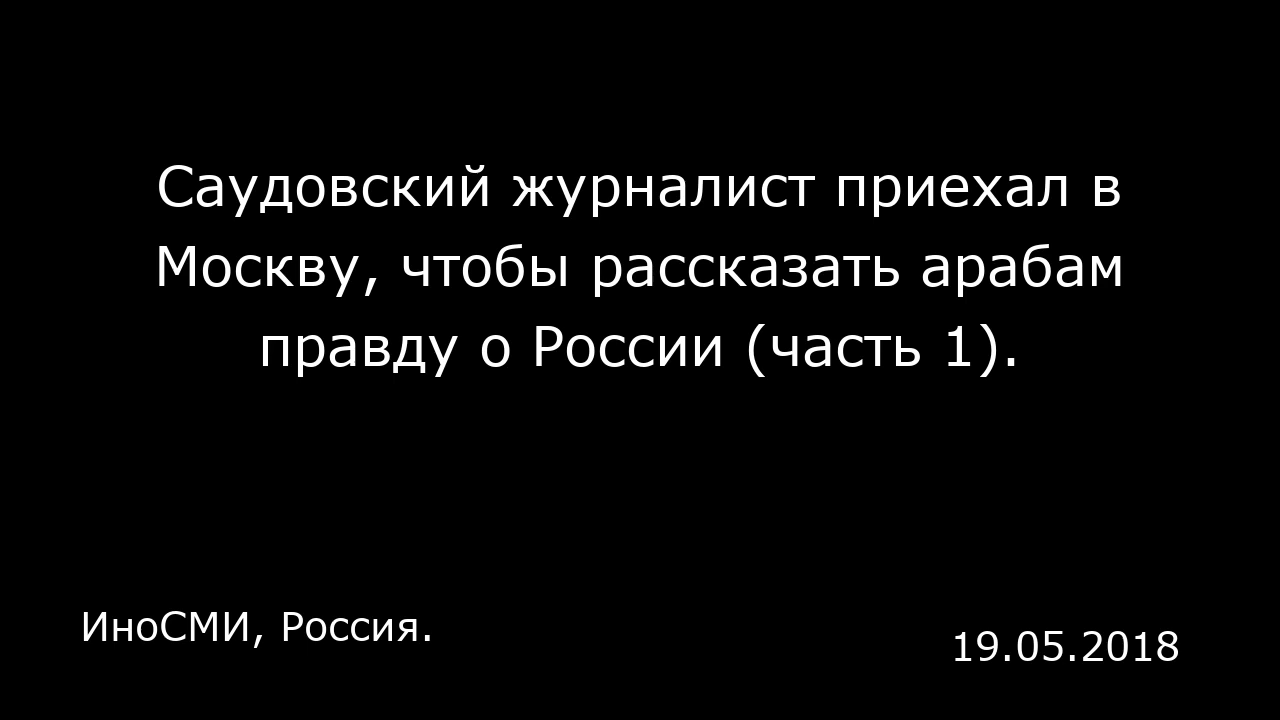 Саудовский журналист приехал в
Москву, чтобы рассказать арабам
правду о России (часть 1).
ИноСМИ, Россия.
19.05.2018